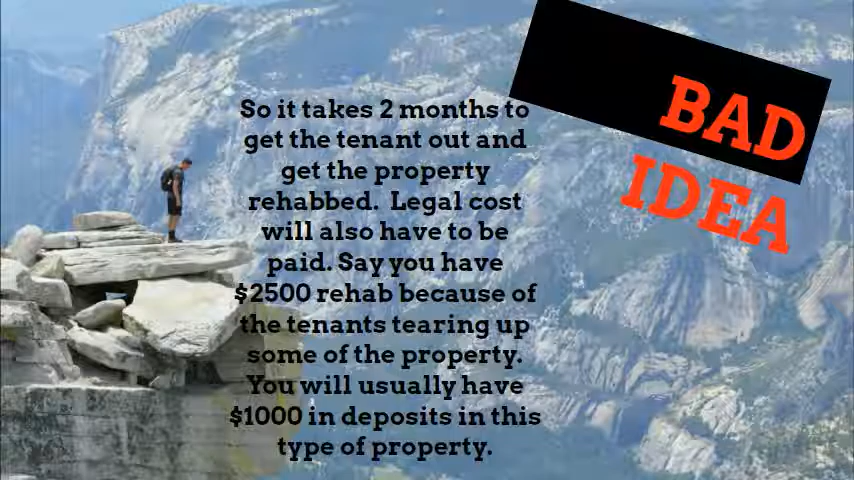 So it takes 2 months to
get the tenant out and
get the property
rehabbed.  Legal cost
will also have to be
paid. Say you have
$2500 rehab because of
the tenants tearing up
some of the property.
You will usually have
$1000 in deposits in this
type of property.
BAD
IDEA